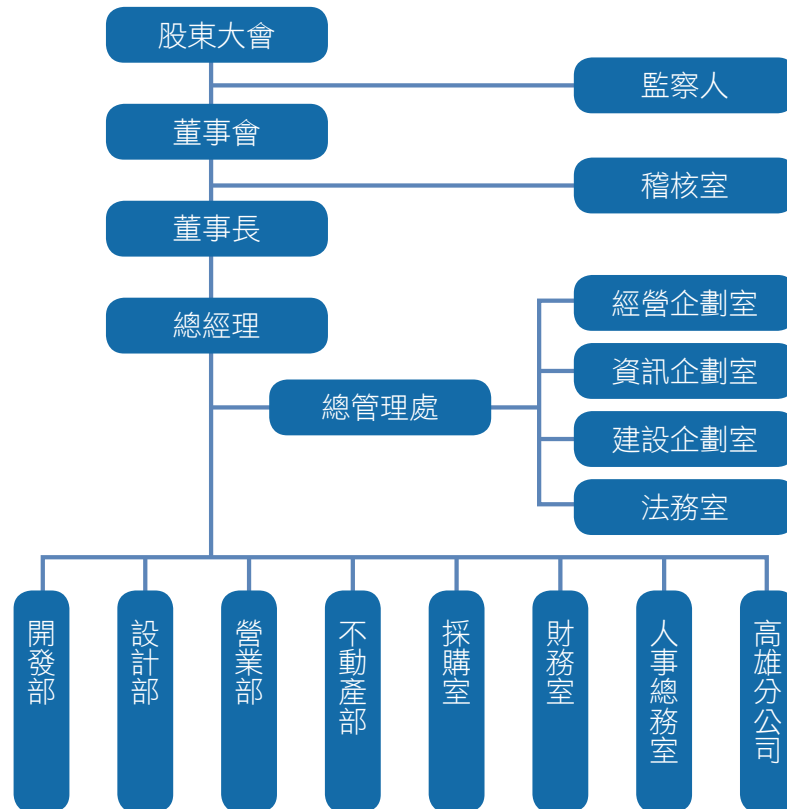 股東大會
監察人
董事會
稽核室
董事長
總經理
經營企劃室
資訊企劃室
總管理處
建設企劃室
法務室
開發部
設計部
營業部
不動產部
採購室
財務室
人事總務室
高雄分公司